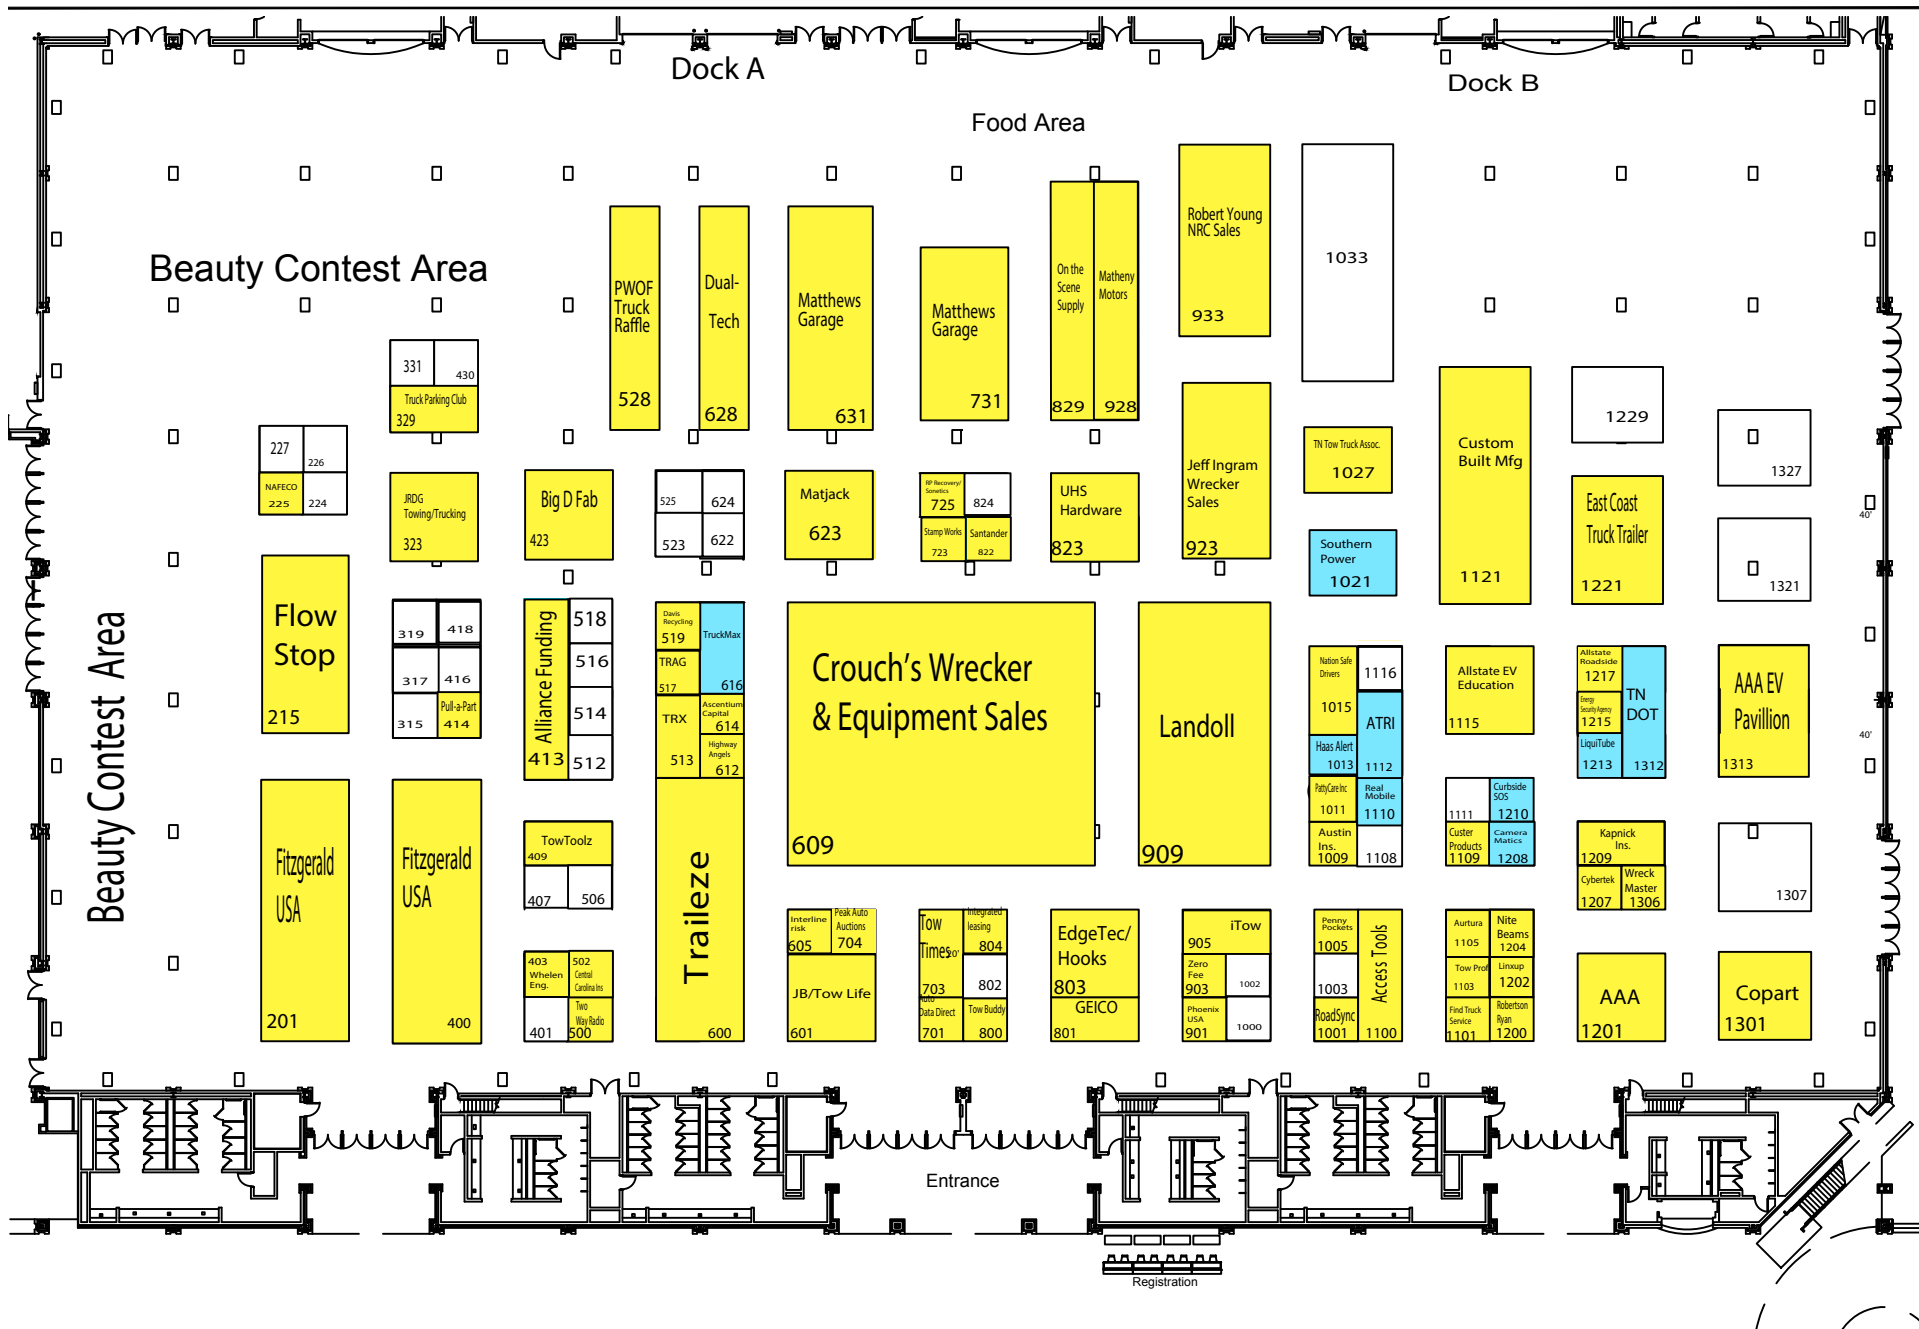 Dock A
Dock B
Food Area
Beauty Contest Area
Beauty Contest Area
Robert Young
NRC Sales
933
1033
PWOF
Truck
Raffle
528
Dual-
Tech
628
Matthews
Garage
631
Matthews
Garage
731
On the
Scene
Supply
829
Matheny
Motors
928
331
430
Truck Parking Club
329
227
226
NAFECO
225
224
JRDG
Towing/Trucking
323
Big D Fab
423
525
624
523
622
Matjack
623
RP Recovery/
Sonetics
725
824
Stamp Works
723
Santander
822
UHS
Hardware
823
Jeff Ingram
Wrecker
Sales
923
TN Tow Truck Assoc.
1027
Southern
Power
1021
Custom
Built Mfg
1121
1229
East Coast
Truck Trailer
1221
1327
1321
40'
40'
Flow
Stop
215
319
418
317
416
315
Pull-a-Part
414
Alliance Funding
413
518
516
514
512
Davis
Recycling
519
TruckMax
616
TRAG
517
TRX
513
Ascentium
Capital
614
Highway
Angels
612
Crouch's Wrecker
& Equipment Sales
609
Landoll
909
Nation Safe
Drivers
1015
1116
ATRI
1112
Haas Alert
1013
PattyCare Inc
1011
Real
Mobile
1110
Austin
Ins.
1009
1108
Allstate EV
Education
1115
Allstate
Roadside
1217
Energy
Security Agency
1215
LiquiTube
1213
TN
DOT
1312
AAA EV
Pavillion
1313
1111
Curbside
SOS
1210
Custer
Products
1109
Camera
Matics
1208
Kapnick
Ins.
1209
Cybertek
1207
Wreck
Master
1306
1307
Fitzgerald
USA
201
Fitzgerald
USA
400
TowToolz
409
407
506
403
Whelen
Eng.
502
Central
Carolina Ins
401
Two
Way Radio
500
Traileze
600
Interline
risk
605
Peak Auto
Auctions
704
JB/Tow Life
601
Tow
Times
20'
703
Integrated
leasing
804
802
Auto
Data Direct
701
Tow Buddy
800
EdgeTec/
Hooks
803
GEICO
801
iTow
905
Zero
Fee
903
1002
Phoenix
USA
901
1000
Penny
Pockets
1005
1003
RoadSync
1001
Access Tools
1100
Aurtura
1105
Nite
Beams
1204
Tow Prof
1103
Linxup
1202
Find Truck
Service
1101
Robertson
Ryan
1200
AAA
1201
Copart
1301
Entrance
Registration